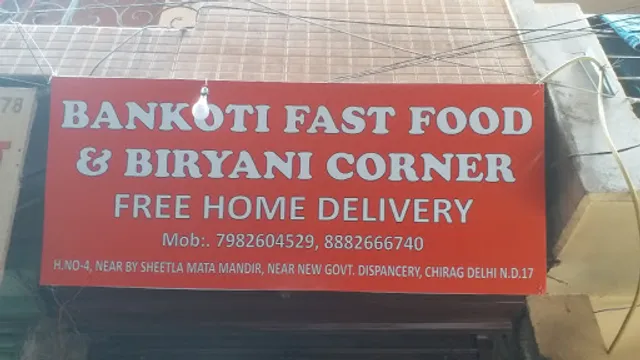 78
BANKOTI FAST FOOD
& BIRYANI CORNER
FREE HOME DELIVERY
Mob:. 7982604529, 8882666740
H.NO-4, NEAR BY SHEETLA MATA MANDIR, NEAR NEW GOVT. DISPANCERY, CHIRAG DELHI N.D.17